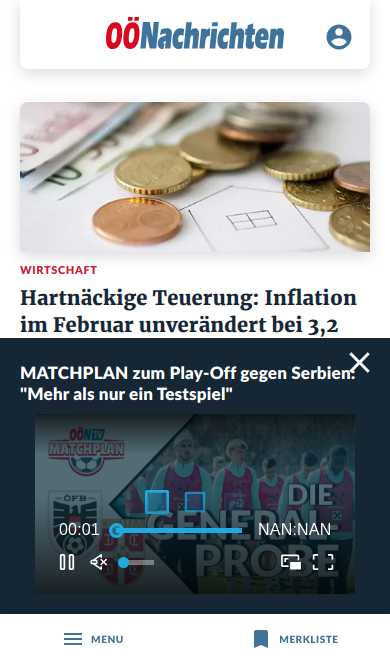 OÖNachrichten
WIRTSCHAFT
Hartnäckige Teuerung: Inflation
im Februar unverändert bei 3,2
MATCHPLAN zum Play-Off gegen Serbien:
"Mehr als nur ein Testspiel"
OÖN TV
MATCHPLAN
ÖFB
DIE
GENERAL-
PROBE
00:01
NAN:NAN
MENU
MERKLISTE